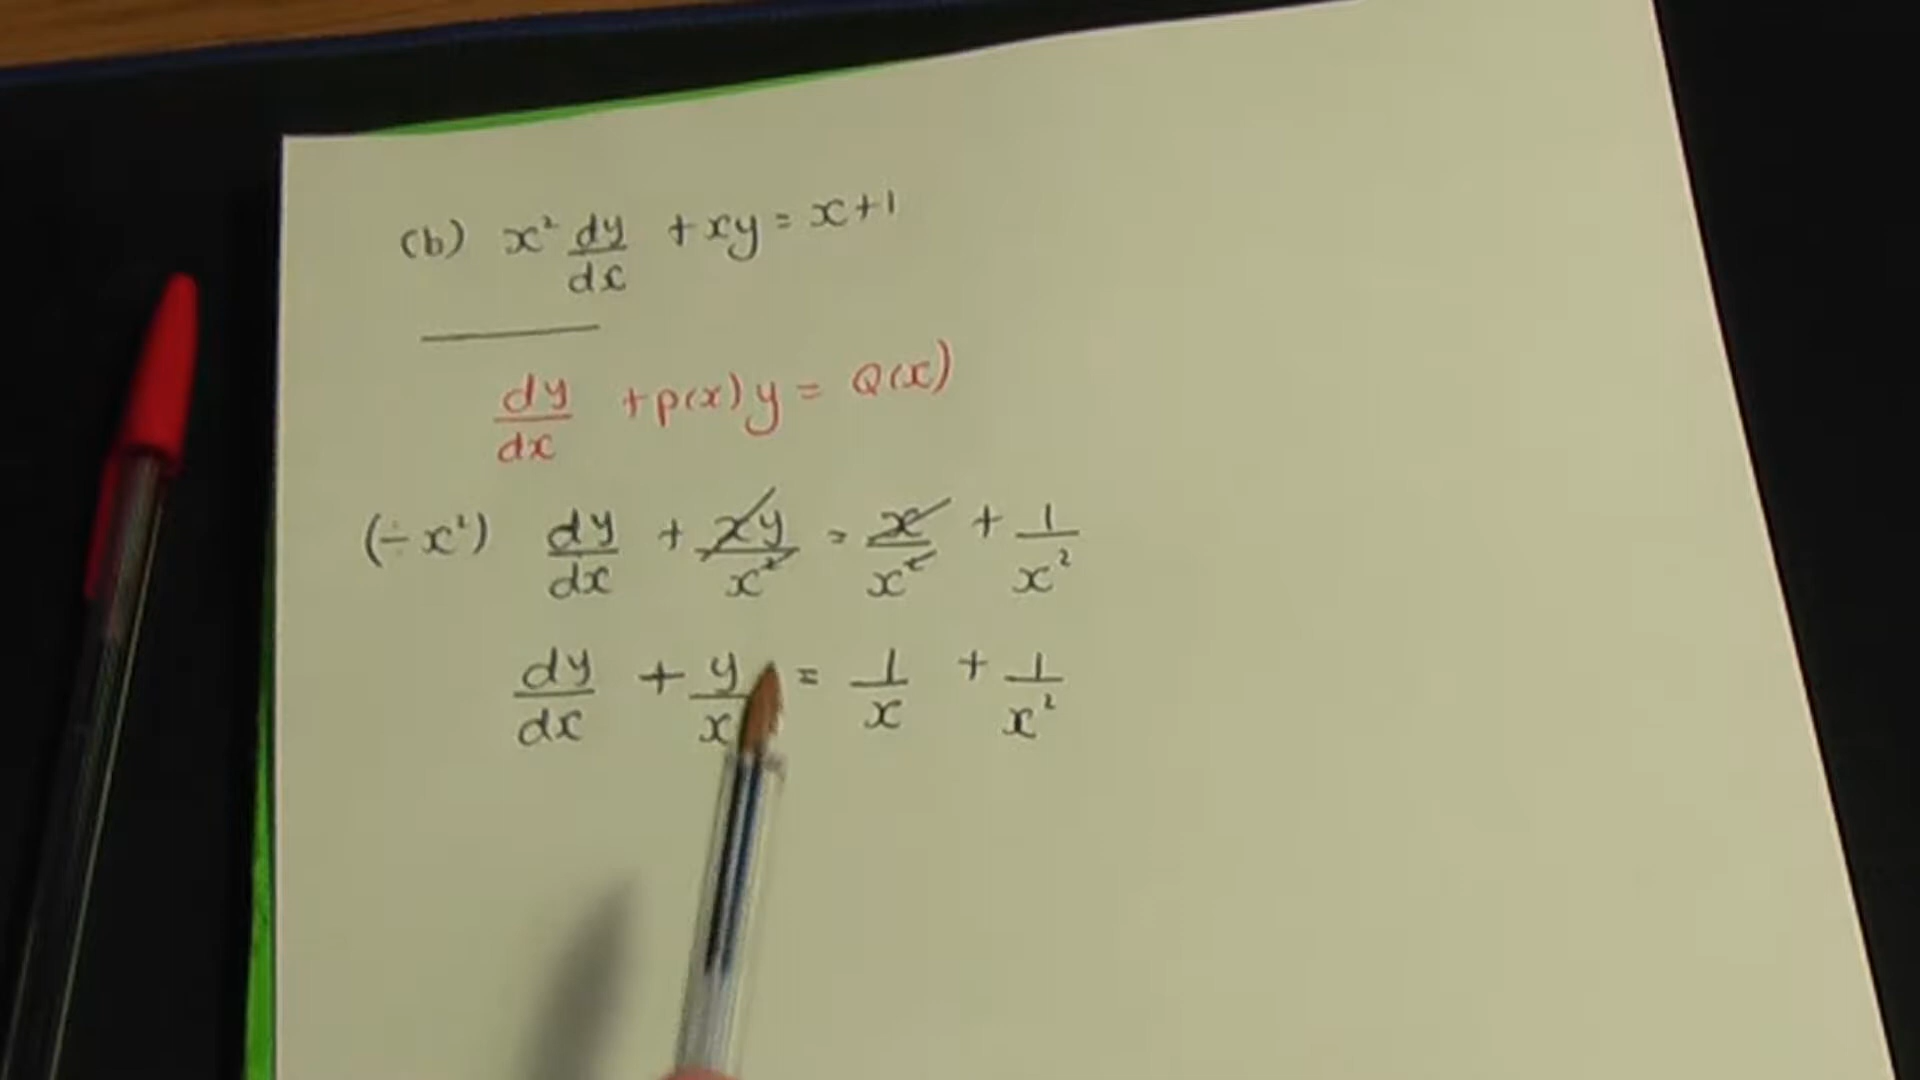 (b) x² dy/dx + xy = x+1
dy/dx + p(x)y = Q(x)
(÷x²) dy/dx + xy/x² = x/x² + 1/x²
dy/dx + y/x = 1/x + 1/x²